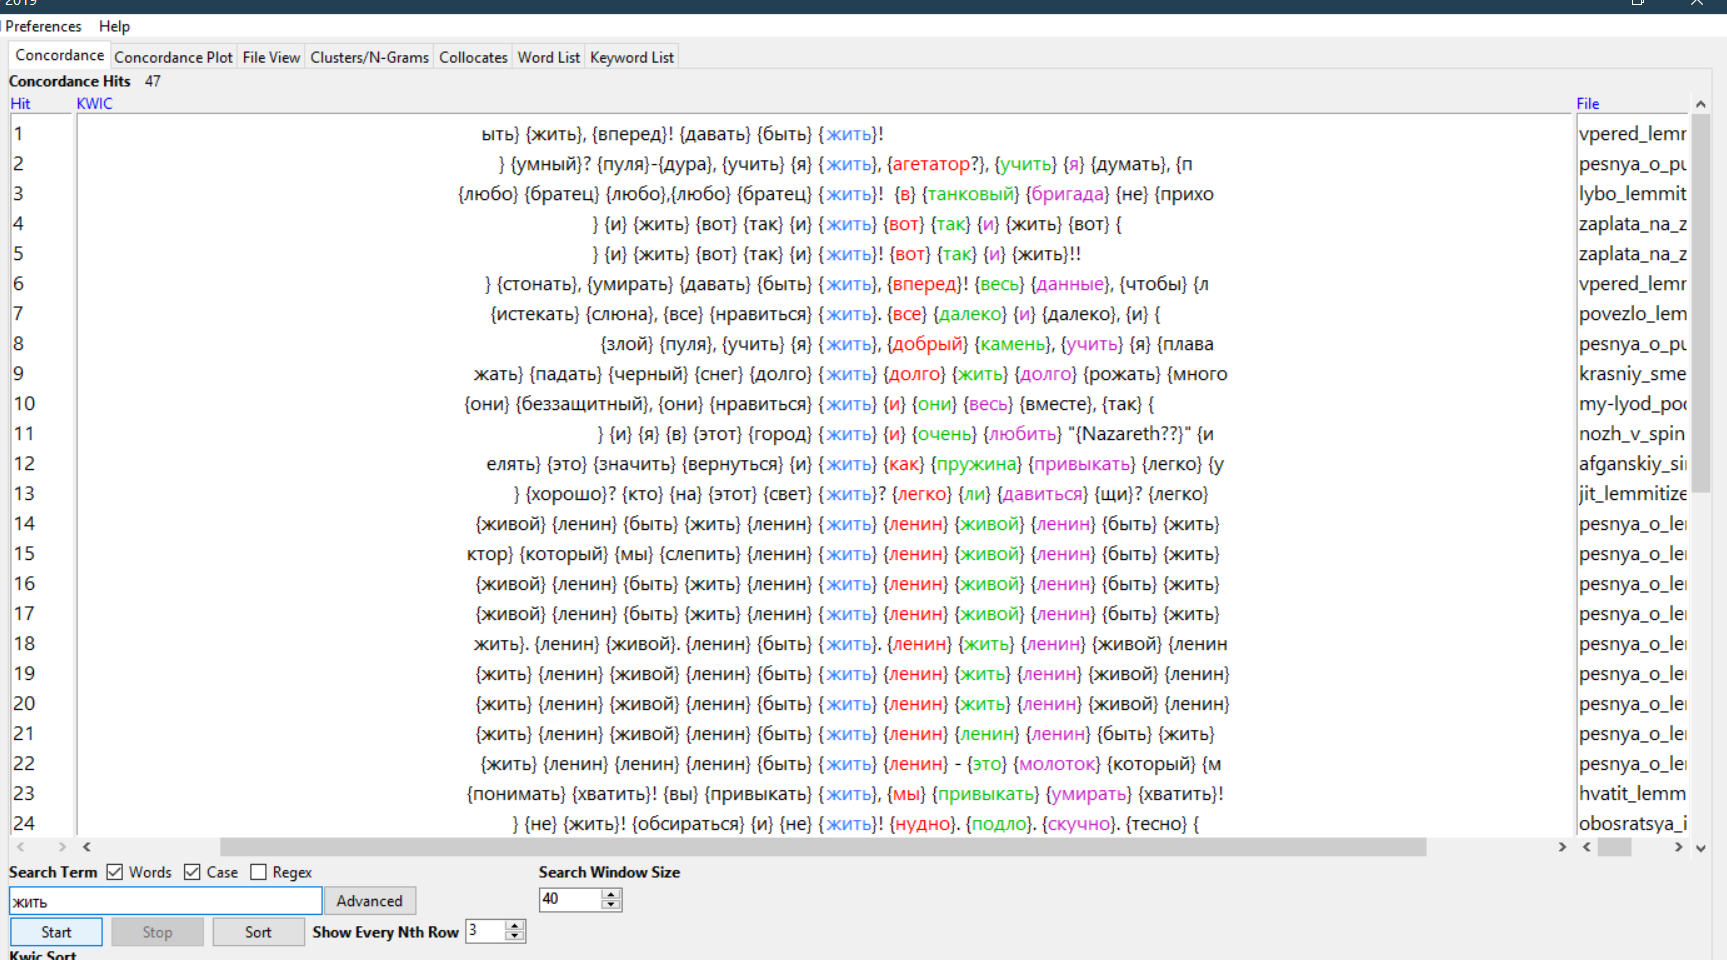 2019
Preferences Help
Concordance Concordance Plot File View Clusters/N-Grams Collocates Word List Keyword List
Concordance Hits 47
Hit KWIC File
1 ыть} {жить}, {вперед}! {давать} {быть} {жить}! vpered_lemr
2 } {умный}? {пуля}-{дура}, {учить} {я} {жить}, {агетатор?}, {учить} {я} {думать}, {п pesnya_o_pu
3 {любо} {братец} {любо},{любо} {братец} {жить}! {в} {танковый} {бригада} {не} {прихо lybo_lemmit
4 } {и} {жить} {вот} {так} {и} {жить} {вот} {так} {и} {жить} {вот} { zaplata_na_z
5 } {и} {жить} {вот} {так} {и} {жить}! {вот} {так} {и} {жить}!! zaplata_na_z
6 } {стонать}, {умирать} {давать} {быть} {жить}, {вперед}! {весь} {данные}, {чтобы} {л vpered_lemr
7 {истекать} {слюна}, {все} {нравиться} {жить}. {все} {далеко} {и} {далеко}, {и} { povezlo_lem
8 {злой} {пуля}, {учить} {я} {жить}, {добрый} {камень}, {учить} {я} {плава pesnya_o_pu
9 жать} {падать} {черный} {снег} {долго} {жить} {долго} {жить} {долго} {рожать} {много krasniy_sme
10 {они} {беззащитный}, {они} {нравиться} {жить} {и} {они} {весь} {вместе}, {так} { my-lyod_poc
11 } {и} {я} {в} {этот} {город} {жить} {и} {очень} {любить} "{Nazareth??}" {и nozh_v_spin
12 елять} {это} {значить} {вернуться} {и} {жить} {как} {пружина} {привыкать} {легко} {у afganskiy_si
13 } {хорошо}? {кто} {на} {этот} {свет} {жить}? {легко} {ли} {давиться} {щи}? {легко} jit_lemmitize
14 {живой} {ленин} {быть} {жить} {ленин} {жить} {ленин} {живой} {ленин} {быть} {жить} pesnya_o_le
15 ктор} {который} {мы} {слепить} {ленин} {жить} {ленин} {живой} {ленин} {быть} {жить} pesnya_o_le
16 {живой} {ленин} {быть} {жить} {ленин} {жить} {ленин} {живой} {ленин} {быть} {жить} pesnya_o_le
17 {живой} {ленин} {быть} {жить} {ленин} {жить} {ленин} {живой} {ленин} {быть} {жить} pesnya_o_le
18 жить}. {ленин} {живой}. {ленин} {быть} {жить}. {ленин} {жить} {ленин} {живой} {ленин pesnya_o_le
19 {жить} {ленин} {живой} {ленин} {быть} {жить} {ленин} {жить} {ленин} {живой} {ленин} pesnya_o_le
20 {жить} {ленин} {живой} {ленин} {быть} {жить} {ленин} {жить} {ленин} {живой} {ленин} pesnya_o_le
21 {жить} {ленин} {живой} {ленин} {быть} {жить} {ленин} {ленин} {ленин} {быть} {жить} pesnya_o_le
22 {жить} {ленин} {ленин} {ленин} {быть} {жить} {ленин} - {это} {молоток} {который} {м pesnya_o_le
23 {понимать} {хватить}! {вы} {привыкать} {жить}, {мы} {привыкать} {умирать} {хватить}! hvatit_lemm
24 } {не} {жить}! {обсираться} {и} {не} {жить}! {нудно}. {подло}. {скучно}. {тесно} { obosratsya_i
Search Term Words Case Regex Search Window Size
жить Advanced 40
Start Stop Sort Show Every Nth Row 3
Kwic Sort